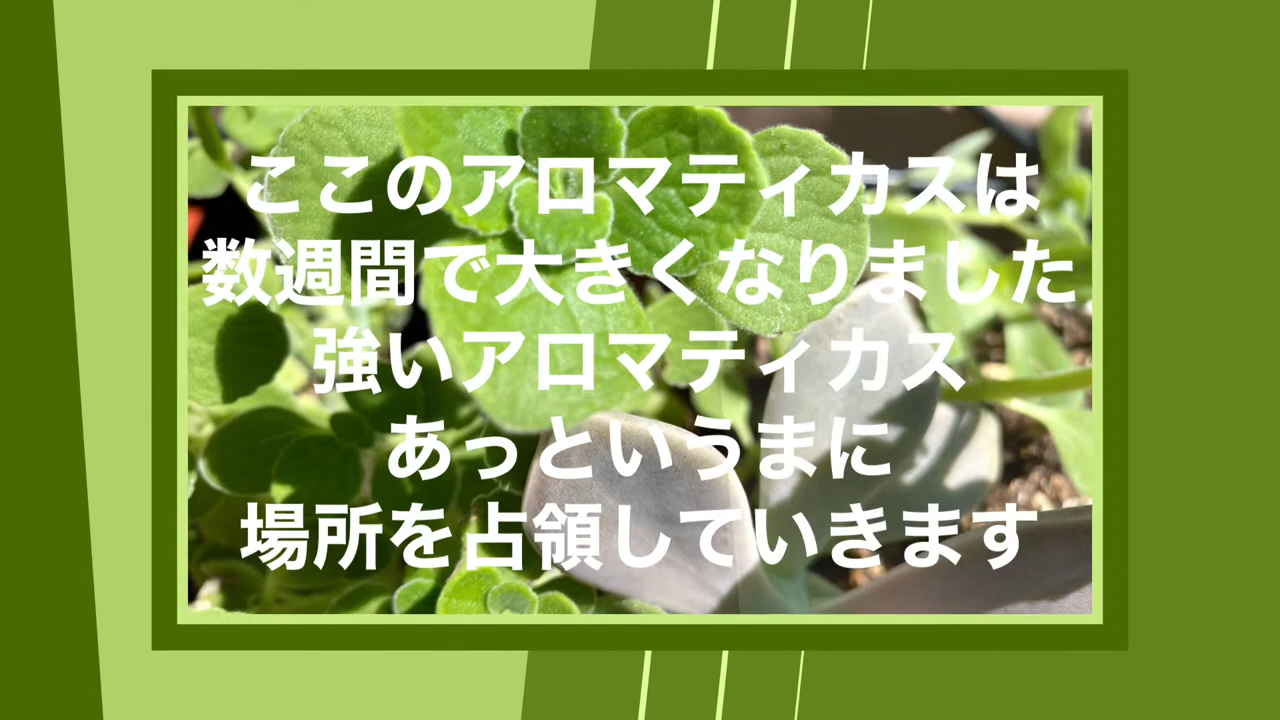 ここのアロマティカスは
数週間で大きくなりました
強いアロマティカス
あっというまに
場所を占領していきます